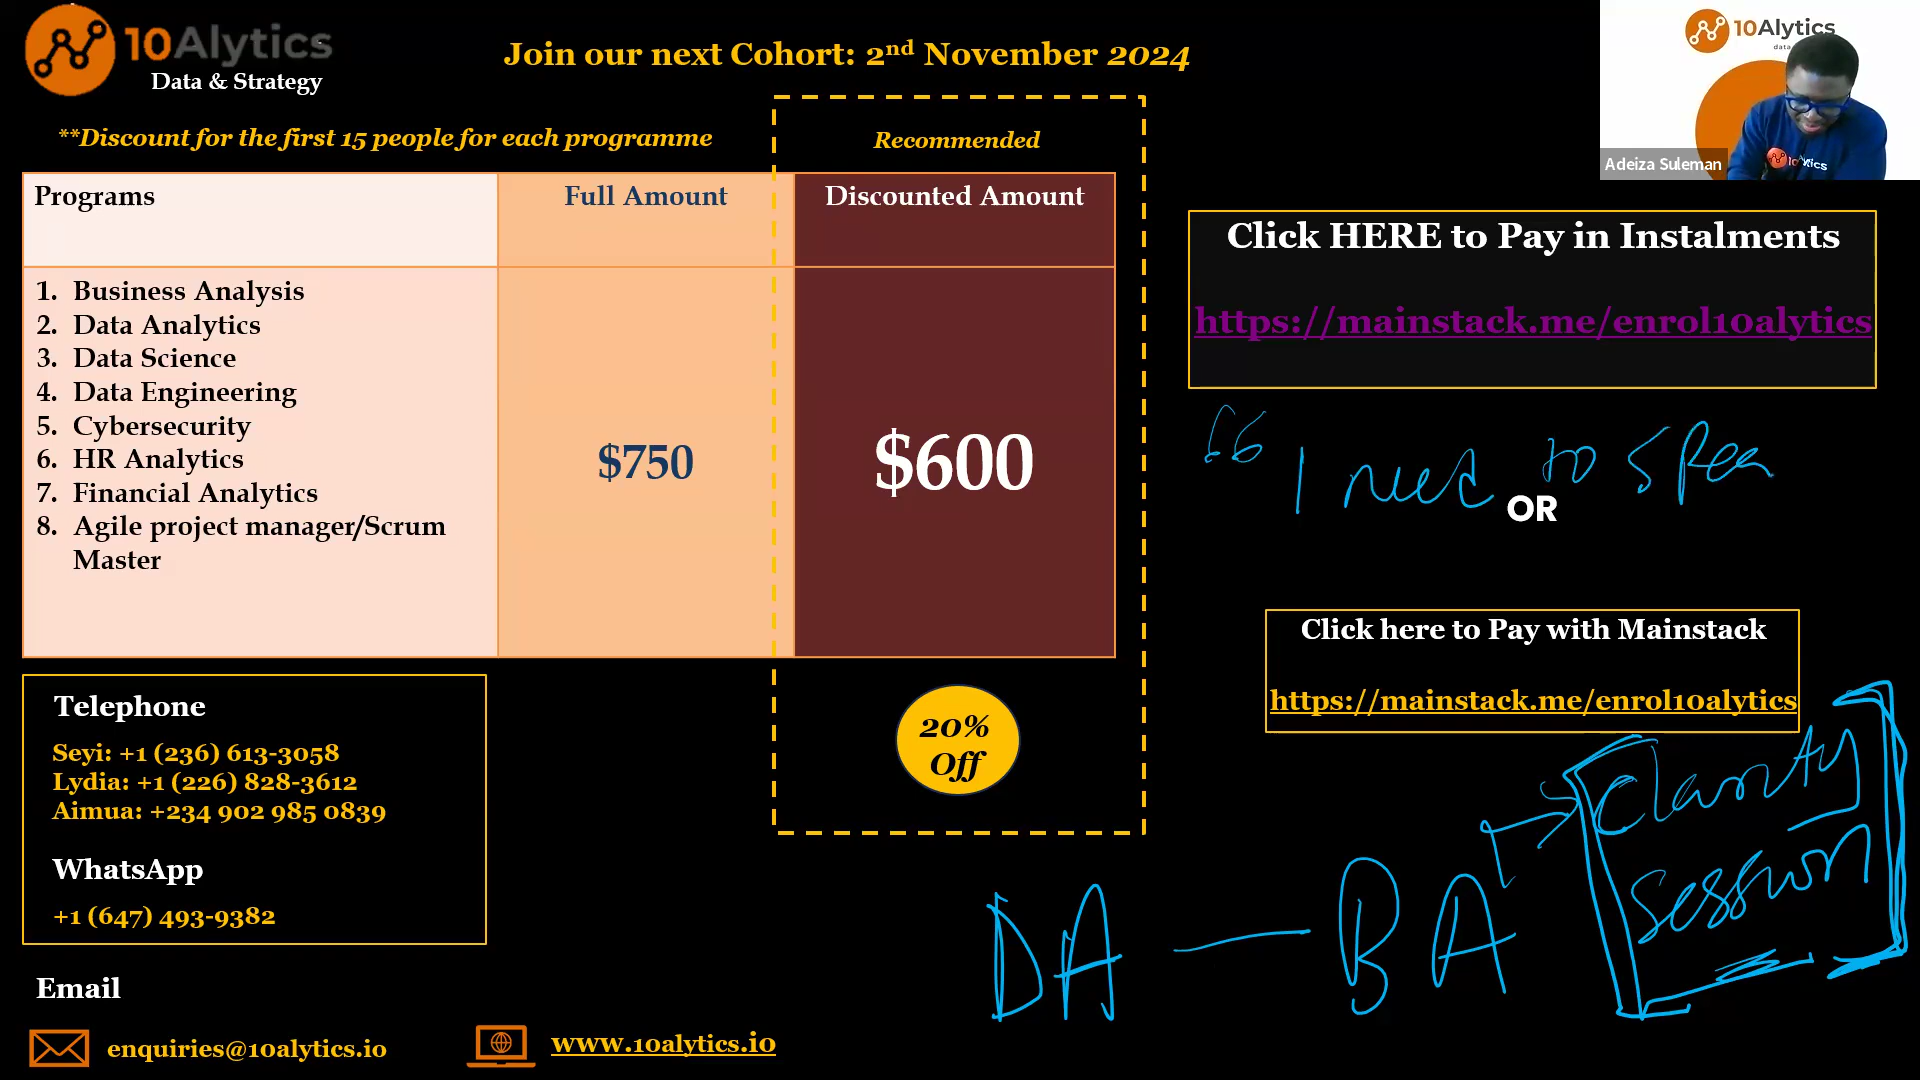 10Alytics
Data & Strategy
Join our next Cohort: 2nd November 2024
**Discount for the first 15 people for each programme
Recommended
Programs
Full Amount
Discounted Amount
1. Business Analysis
2. Data Analytics
3. Data Science
4. Data Engineering
5. Cybersecurity
6. HR Analytics
7. Financial Analytics
8. Agile project manager/Scrum
Master
$750
$600
20%
Off
Telephone
Seyi: +1 (236) 613-3058
Lydia: +1 (226) 828-3612
Aimua: +234 902 985 0839
WhatsApp
+1 (647) 493-9382
Email
enquiries@10alytics.io
www.10alytics.io
10Alytics
10Alytics
Adeiza Suleman
Click HERE to Pay in Instalments
https://mainstack.me/enrol10alytics
“ I need to spea
OR
Click here to Pay with Mainstack
https://mainstack.me/enrol10alytics
Clarity
session
DA — BA